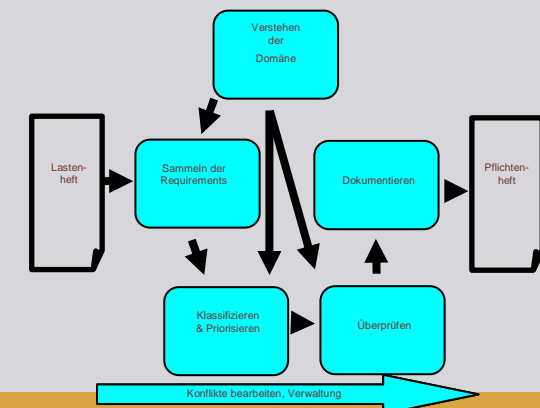 Verstehen
der
Domäne
Lasten-
heft
Sammeln der
Requirements
Dokumentieren
Pflichten-
heft
Klassifizieren
& Priorisieren
Überprüfen
Konflikte bearbeiten, Verwaltung